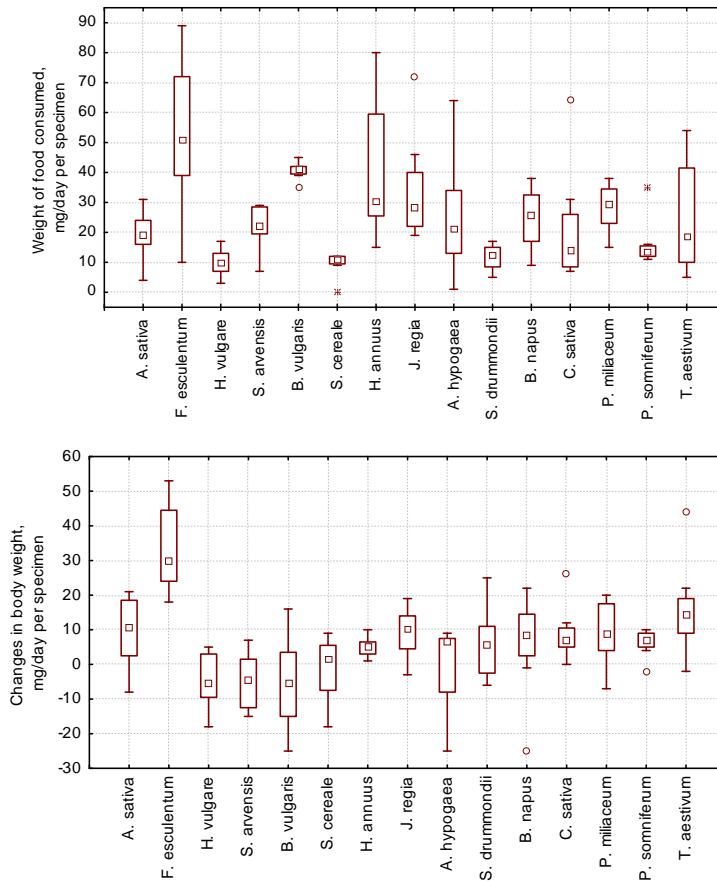 Weight of food consumed,
mg/day per specimen
90
80
70
60
50
40
30
20
10
0
A. sativa
F. esculentum
H. vulgare
S. arvensis
B. vulgaris
S. cereale
H. annuus
J. regia
A. hypogaea
S. drummondii
B. napus
C. sativa
P. miliaceum
P. somniferum
T. aestivum
Changes in body weight,
mg/day per specimen
60
50
40
30
20
10
0
-10
-20
-30
A. sativa
F. esculentum
H. vulgare
S. arvensis
B. vulgaris
S. cereale
H. annuus
J. regia
A. hypogaea
S. drummondii
B. napus
C. sativa
P. miliaceum
P. somniferum
T. aestivum